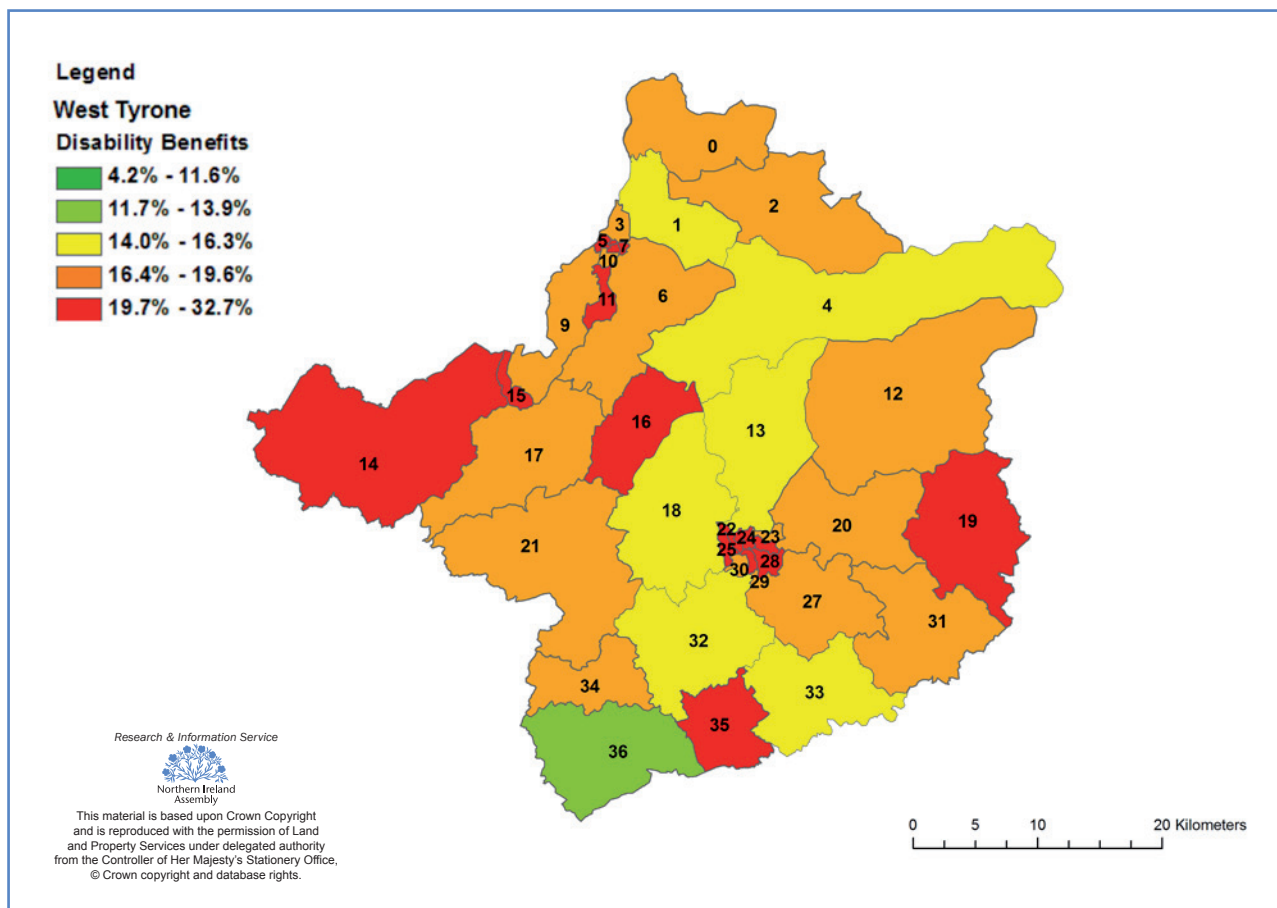 Legend
West Tyrone
Disability Benefits
4.2% - 11.6%
11.7% - 13.9%
14.0% - 16.3%
16.4% - 19.6%
19.7% - 32.7%
0
2
1
3
5
7
10
6
11
4
9
15
12
16
13
14
17
18
19
20
22
24
23
21
25
28
30
29
27
31
32
34
33
35
36
Research & Information Service
Northern Ireland
Assembly
This material is based upon Crown Copyright
and is reproduced with the permission of Land
and Property Services under delegated authority
from the Controller of Her Majesty's Stationery Office,
© Crown copyright and database rights.
0 5 10 20 Kilometers